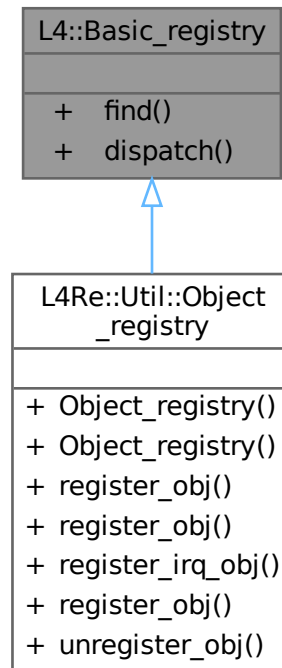 L4::Basic_registry
+ find()
+ dispatch()
L4Re::Util::Object
_registry
+ Object_registry()
+ Object_registry()
+ register_obj()
+ register_obj()
+ register_irq_obj()
+ register_obj()
+ unregister_obj()